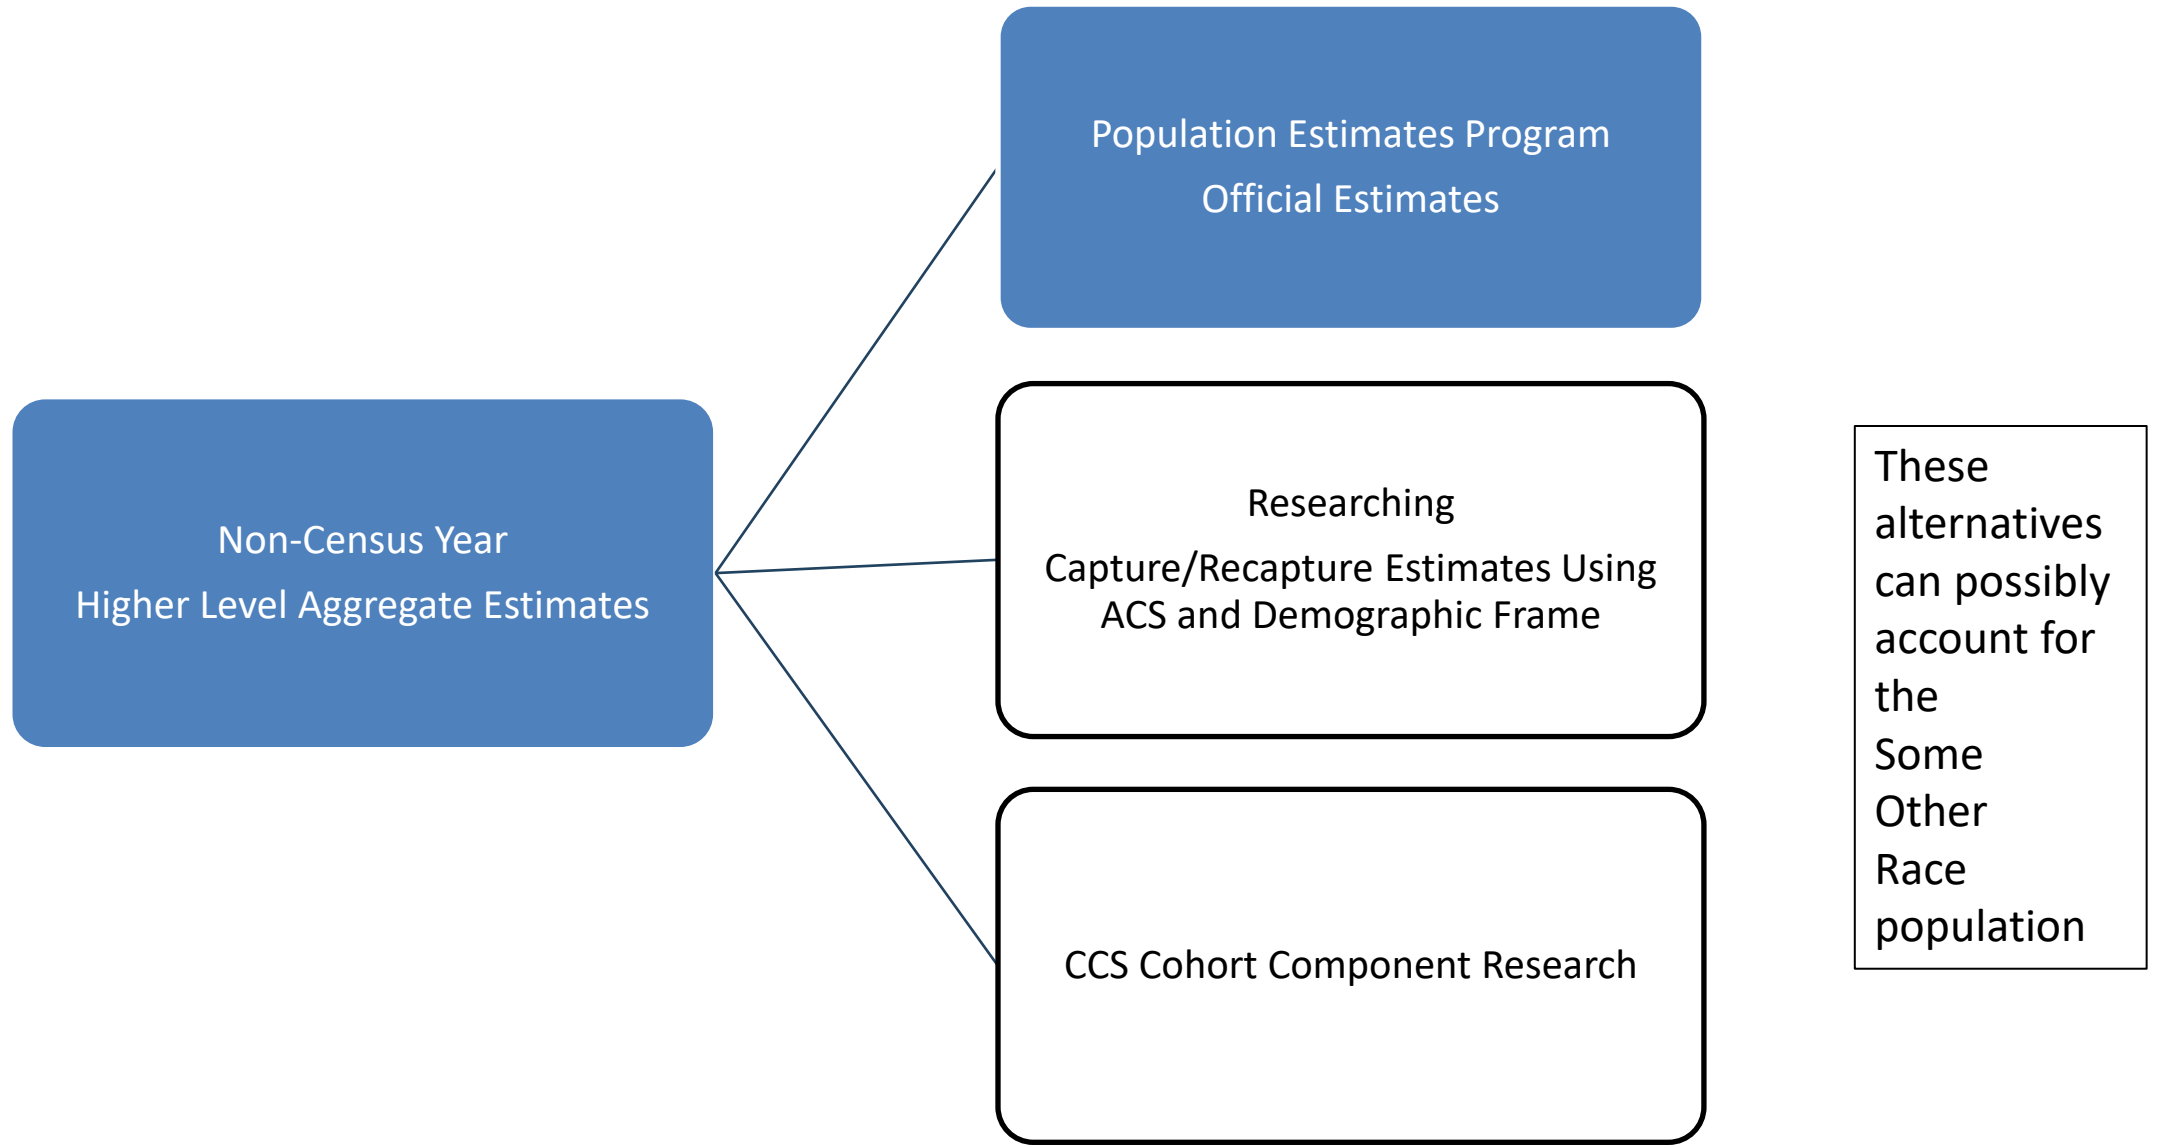 Population Estimates Program
Official Estimates
Non-Census Year
Higher Level Aggregate Estimates
Researching
Capture/Recapture Estimates Using
ACS and Demographic Frame
CCS Cohort Component Research
These
alternatives
can possibly
account for
the
Some
Other
Race
population